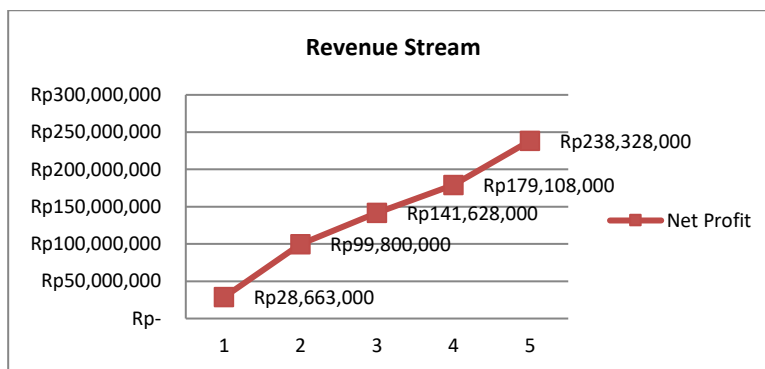 Revenue Stream
Rp300,000,000
Rp250,000,000
Rp200,000,000
Rp150,000,000
Rp100,000,000
Rp50,000,000
Rp-
Rp238,328,000
Rp179,108,000
Rp141,628,000
Rp99,800,000
Rp28,663,000
1 2 3 4 5
Net Profit